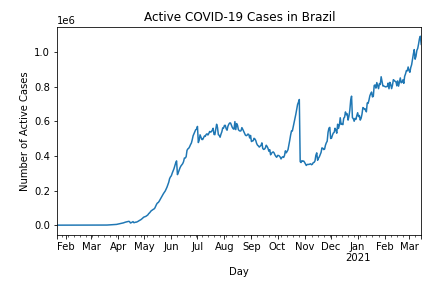 Active COVID-19 Cases in Brazil
1e6
Number of Active Cases
1.0
0.8
0.6
0.4
0.2
0.0
Feb Mar Apr May Jun Jul Aug Sep Oct Nov Dec Jan Feb Mar
2021
Day